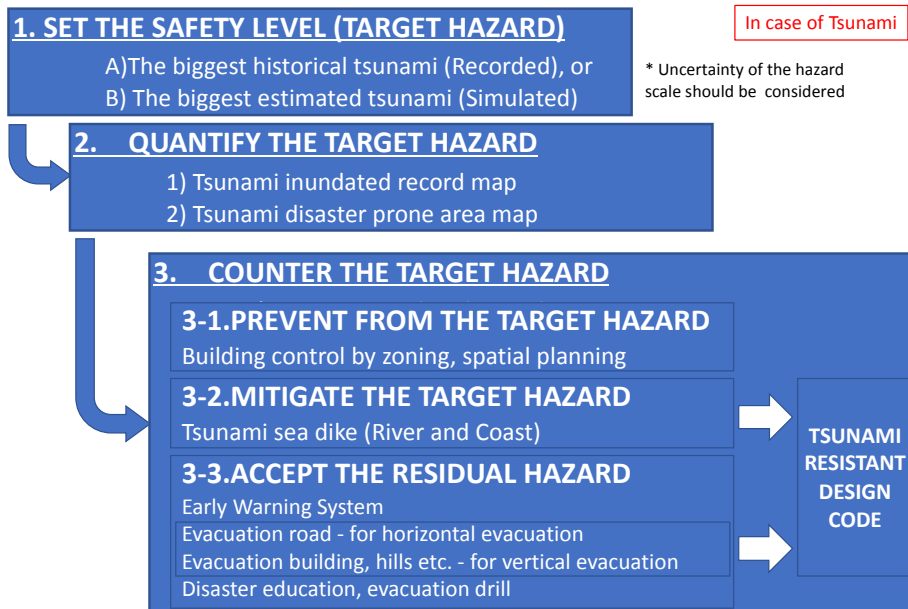 1. SET THE SAFETY LEVEL (TARGET HAZARD)
A)The biggest historical tsunami (Recorded), or
B) The biggest estimated tsunami (Simulated)
In case of Tsunami
* Uncertainty of the hazard
scale should be considered
2. QUANTIFY THE TARGET HAZARD
1) Tsunami inundated record map
2) Tsunami disaster prone area map
3. COUNTER THE TARGET HAZARD
3-1.PREVENT FROM THE TARGET HAZARD
Building control by zoning, spatial planning
3-2.MITIGATE THE TARGET HAZARD
Tsunami sea dike (River and Coast)
3-3.ACCEPT THE RESIDUAL HAZARD
Early Warning System
Evacuation road - for horizontal evacuation
Evacuation building, hills etc. - for vertical evacuation
Disaster education, evacuation drill
TSUNAMI
RESISTANT
DESIGN
CODE